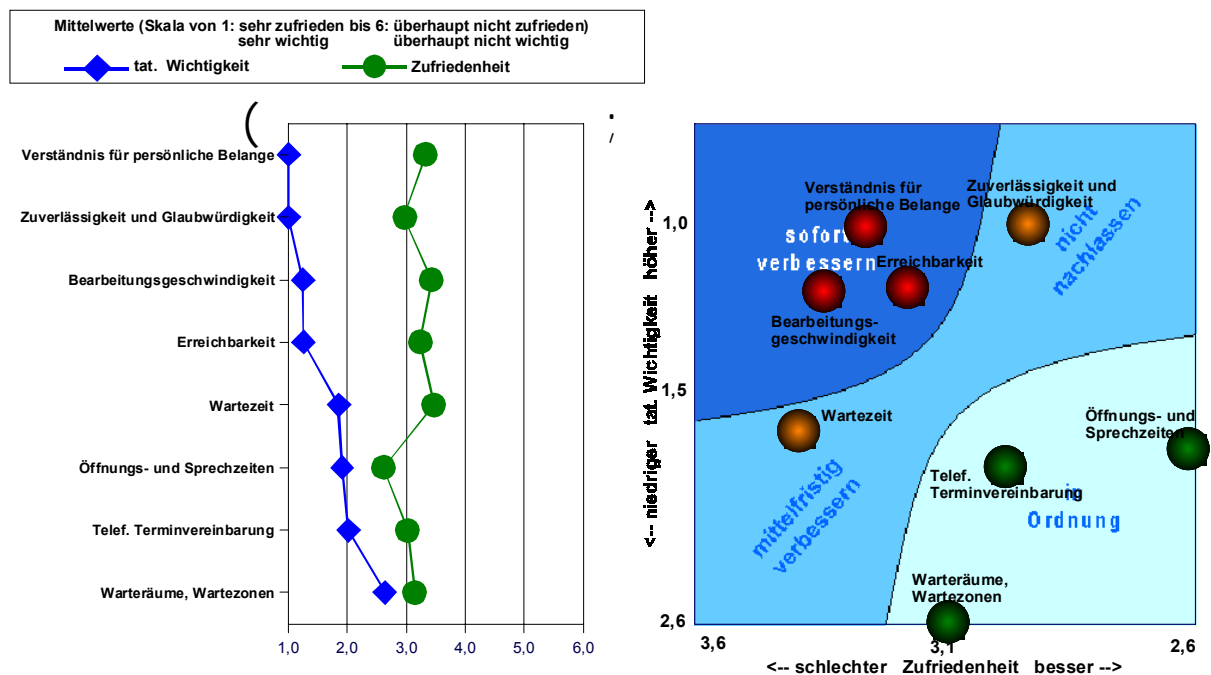 Mittelwerte (Skala von 1: sehr zufrieden bis 6: überhaupt nicht zufrieden)
sehr wichtig überhaupt nicht wichtig
tat. Wichtigkeit Zufriedenheit
( ;
Verständnis für persönliche Belange
Zuverlässigkeit und Glaubwürdigkeit
Bearbeitungsgeschwindigkeit
Erreichbarkeit
Wartezeit
Öffnungs- und Sprechzeiten
Telef. Terminvereinbarung
Warteräume, Wartezonen
1,0 2,0 3,0 4,0 5,0 6,0
<-- niedriger tat. Wichtigkeit höher -->
1,0
1,5
2,6
Verständnis für
persönliche Belange
Zuverlässigkeit und
Glaubwürdigkeit
sofort
verbessern
nicht
nachlassen
Erreichbarkeit
Bearbeitungs-
geschwindigkeit
Wartezeit
Öffnungs- und
Sprechzeiten
mittelfristig
verbessern
Telef.
Terminvereinbarung
in
Ordnung
Warteräume,
Wartezonen
3,6 3,1 2,6
<-- schlechter Zufriedenheit besser -->